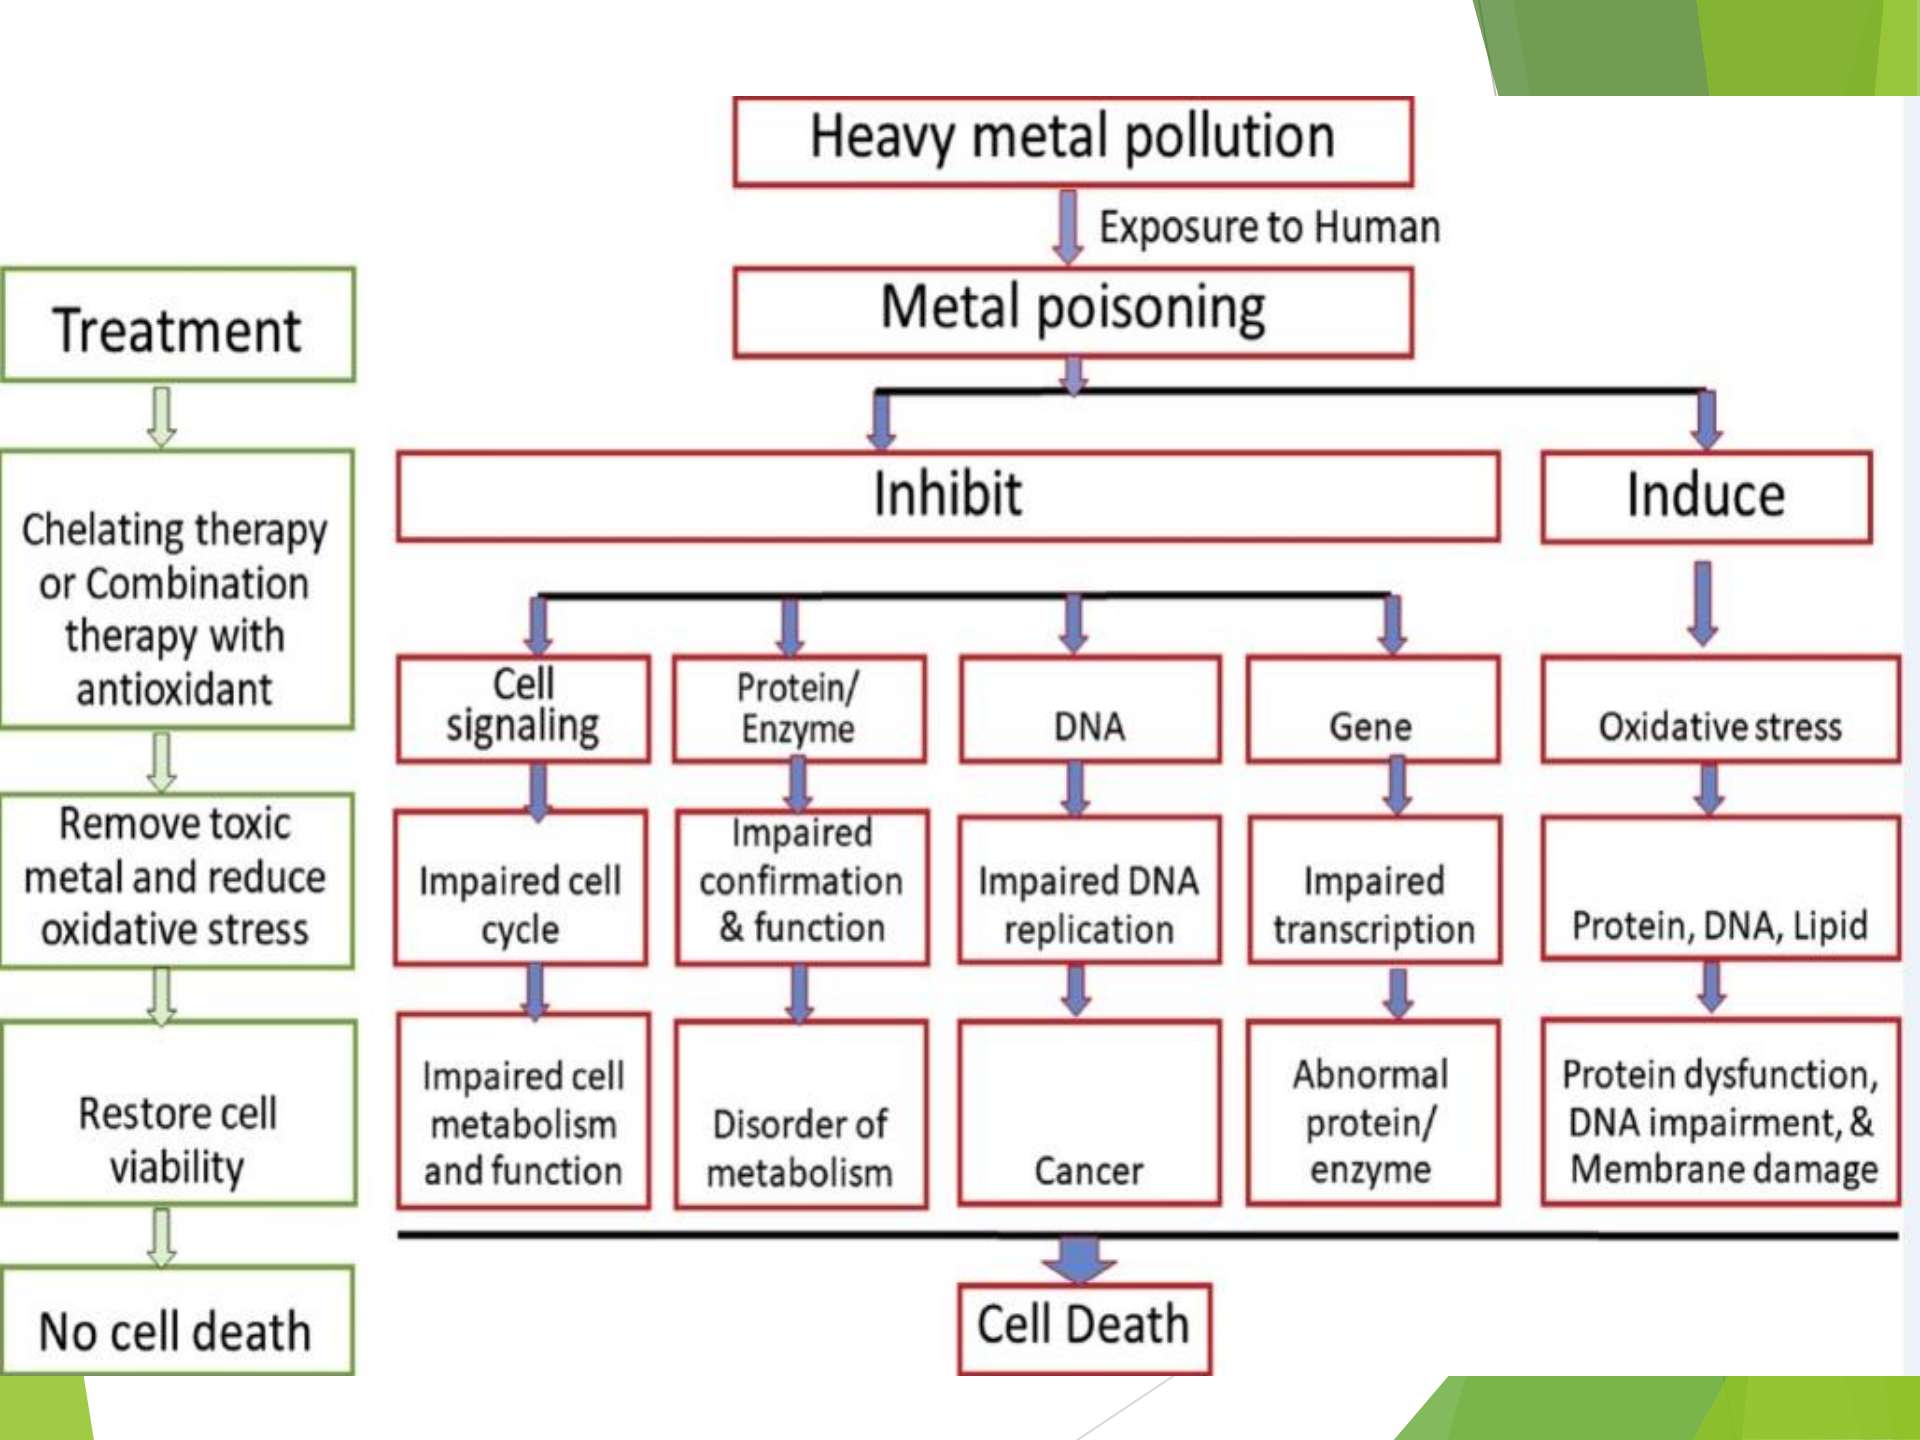 Heavy metal pollution
Exposure to Human
Metal poisoning
Inhibit
Induce
Cell
signaling
Protein/
Enzyme
DNA
Gene
Oxidative stress
Impaired cell
cycle
Impaired
confirmation
& function
Impaired DNA
replication
Impaired
transcription
Protein, DNA, Lipid
Impaired cell
metabolism
and function
Disorder of
metabolism
Cancer
Abnormal
protein/
enzyme
Protein dysfunction,
DNA impairment, &
Membrane damage
Cell Death
Treatment
Chelating therapy
or Combination
therapy with
antioxidant
Remove toxic
metal and reduce
oxidative stress
Restore cell
viability
No cell death